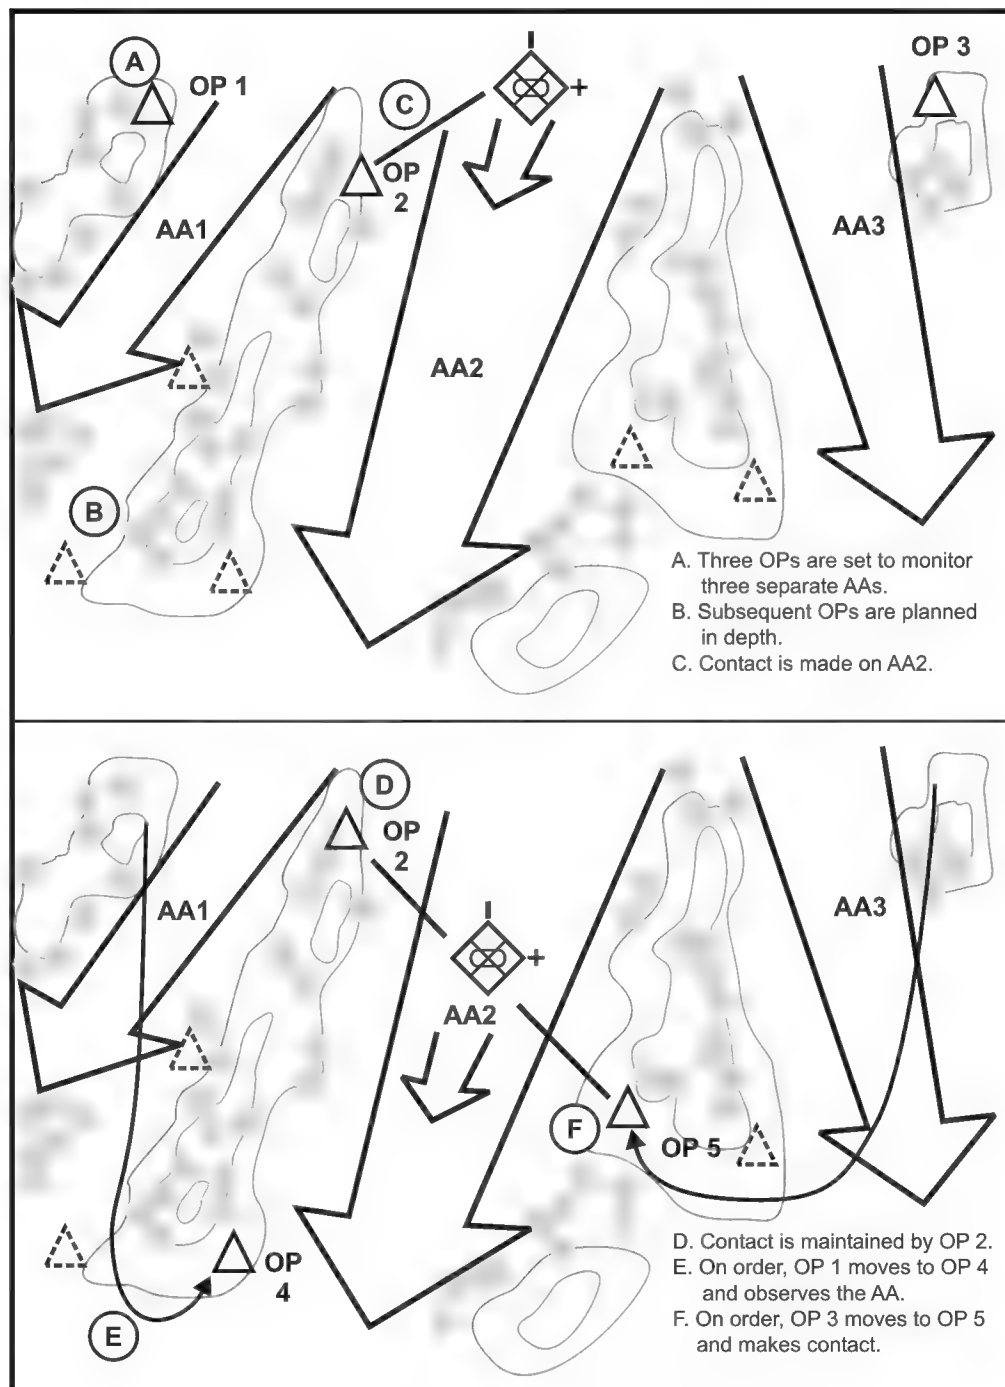 A
OP 1
C
+
OP 3
OP
2
AA1
AA3
AA2
B
A. Three OPs are set to monitor
three separate AAs.
B. Subsequent OPs are planned
in depth.
C. Contact is made on AA2.
D
OP
2
AA1
AA3
+
AA2
F
OP 5
OP
4
E
D. Contact is maintained by OP 2.
E. On order, OP 1 moves to OP 4
and observes the AA.
F. On order, OP 3 moves to OP 5
and makes contact.